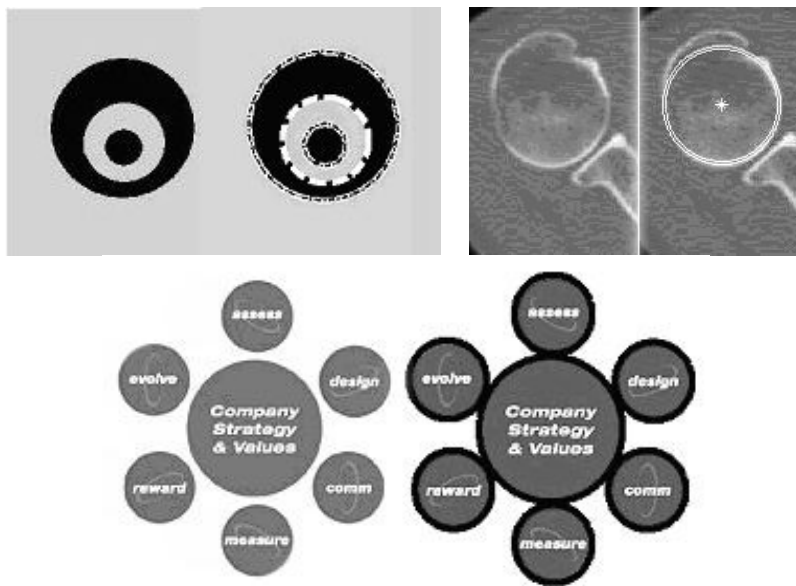 assess
evolve
design
Company
Strategy
& Values
reward
comm
measure
assess
evolve
design
Company
Strategy
& Values
reward
comm
measure